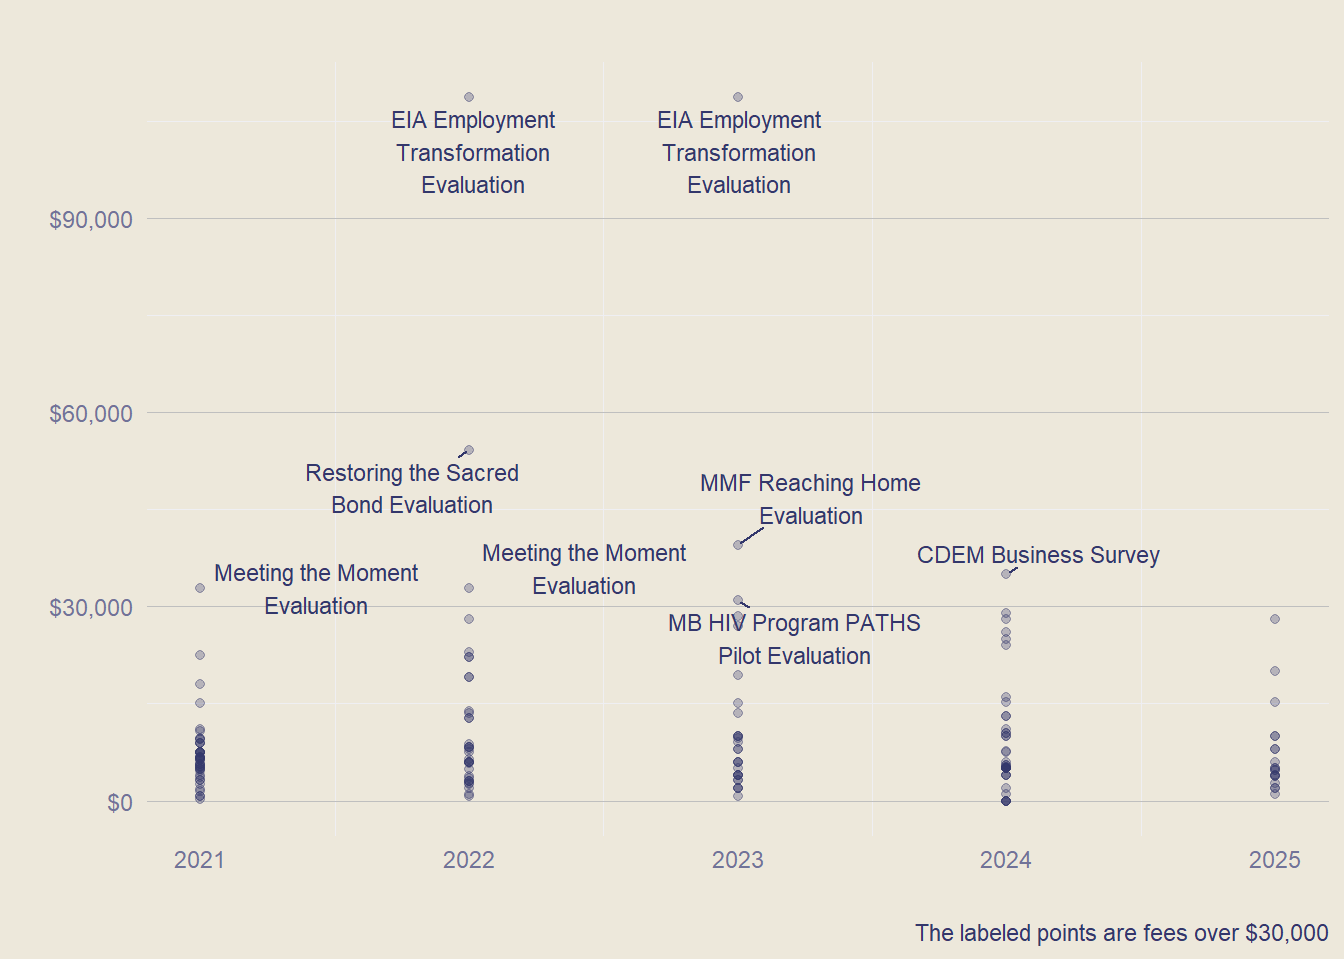 EIA Employment
Transformation
Evaluation
EIA Employment
Transformation
Evaluation
$90,000
$60,000
Restoring the Sacred
Bond Evaluation
MMF Reaching Home
Evaluation
Meeting the Moment
Evaluation
CDEM Business Survey
Meeting the Moment
Evaluation
$30,000
MB HIV Program PATHS
Pilot Evaluation
$0
2021
2022
2023
2024
2025
The labeled points are fees over $30,000